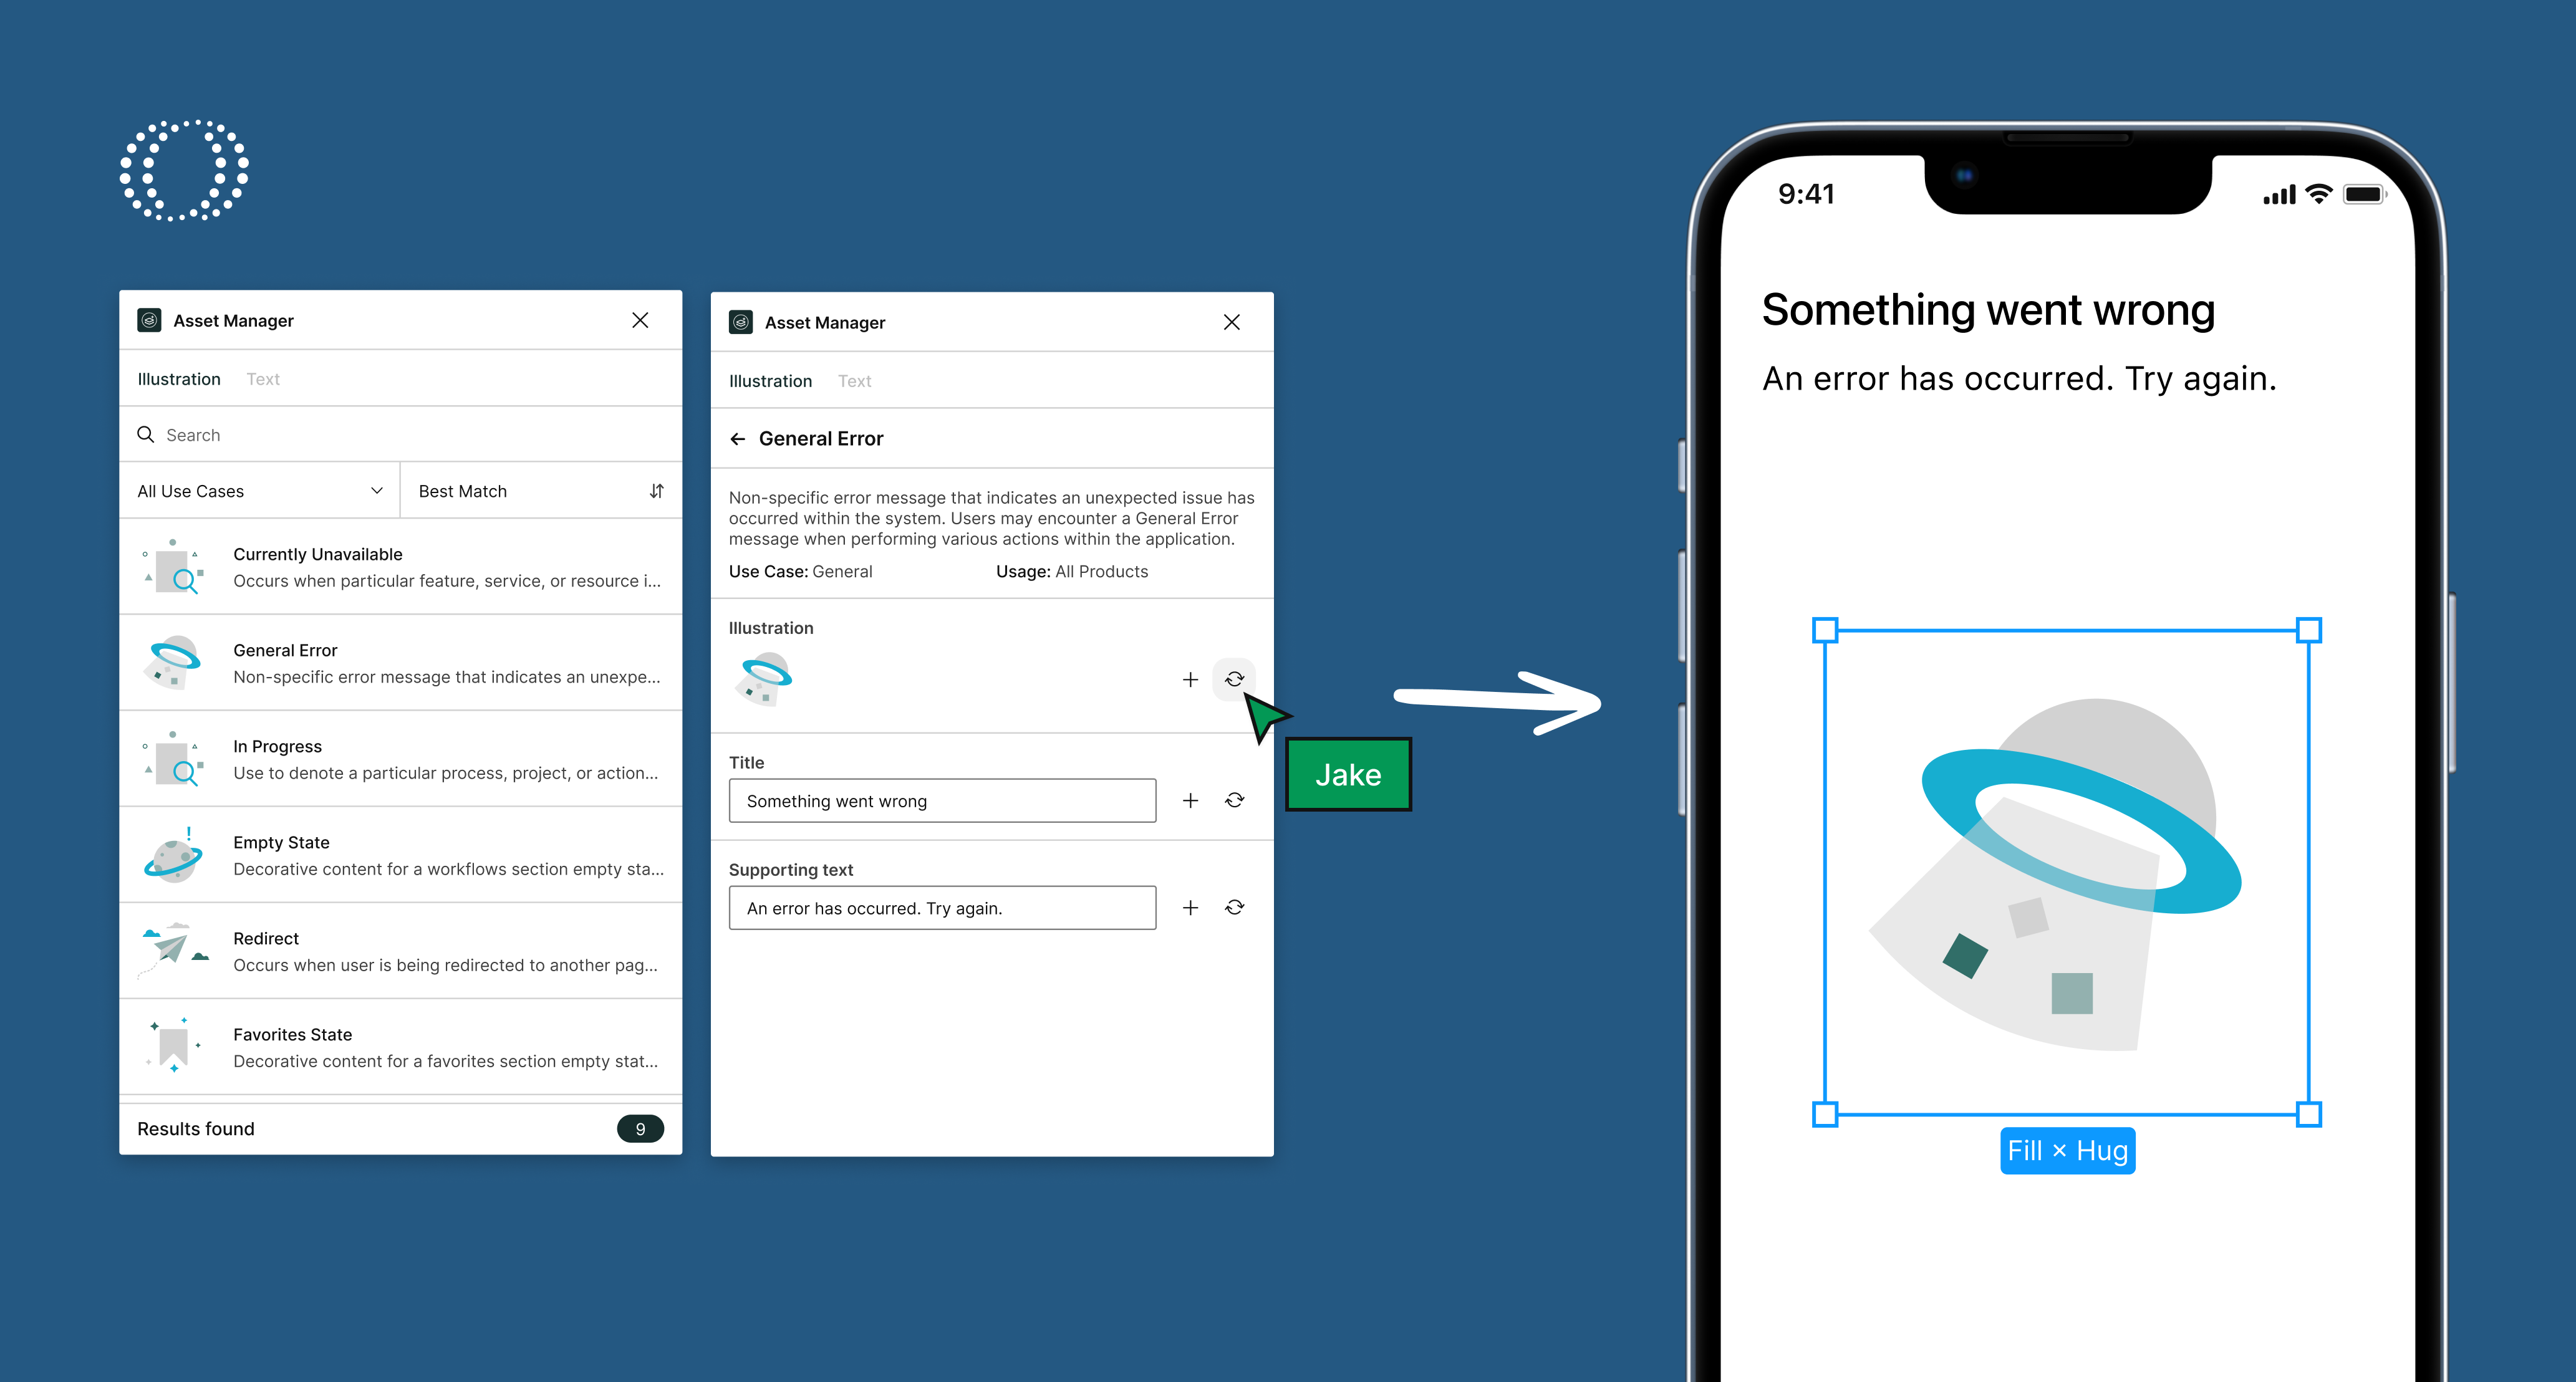 Asset Manager
Illustration Text
Search
All Use Cases
Best Match
Currently Unavailable
Occurs when particular feature, service, or resource i...
General Error
Non-specific error message that indicates an unexpe...
In Progress
Use to denote a particular process, project, or action...
Empty State
Decorative content for a workflows section empty sta...
Redirect
Occurs when user is being redirected to another pag...
Favorites State
Decorative content for a favorites section empty stat...
Results found 9
Asset Manager
Illustration Text
General Error
Non-specific error message that indicates an unexpected issue has
occurred within the system. Users may encounter a General Error
message when performing various actions within the application.
Use Case: General
Usage: All Products
Illustration
Jake
Title
Something went wrong
Supporting text
An error has occurred. Try again.
9:41
Something went wrong
An error has occurred. Try again.
Fill × Hug